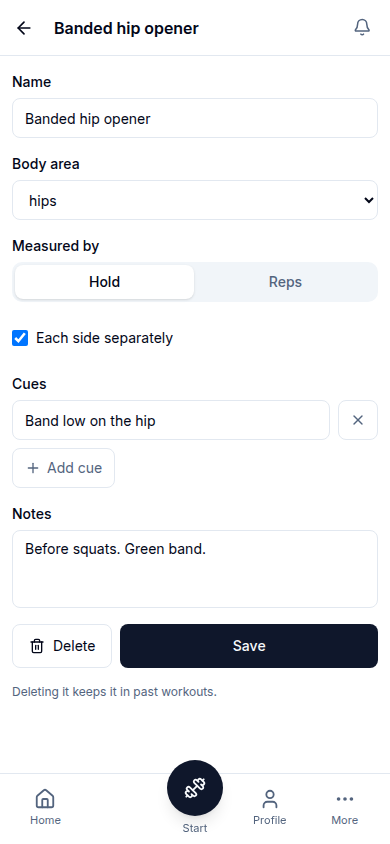 Banded hip opener
Name
Banded hip opener
Body area
hips
Measured by
Hold
Reps
Each side separately
Cues
Band low on the hip
Add cue
Notes
Before squats. Green band.
Delete
Save
Deleting it keeps it in past workouts.
Home
Start
Profile
More